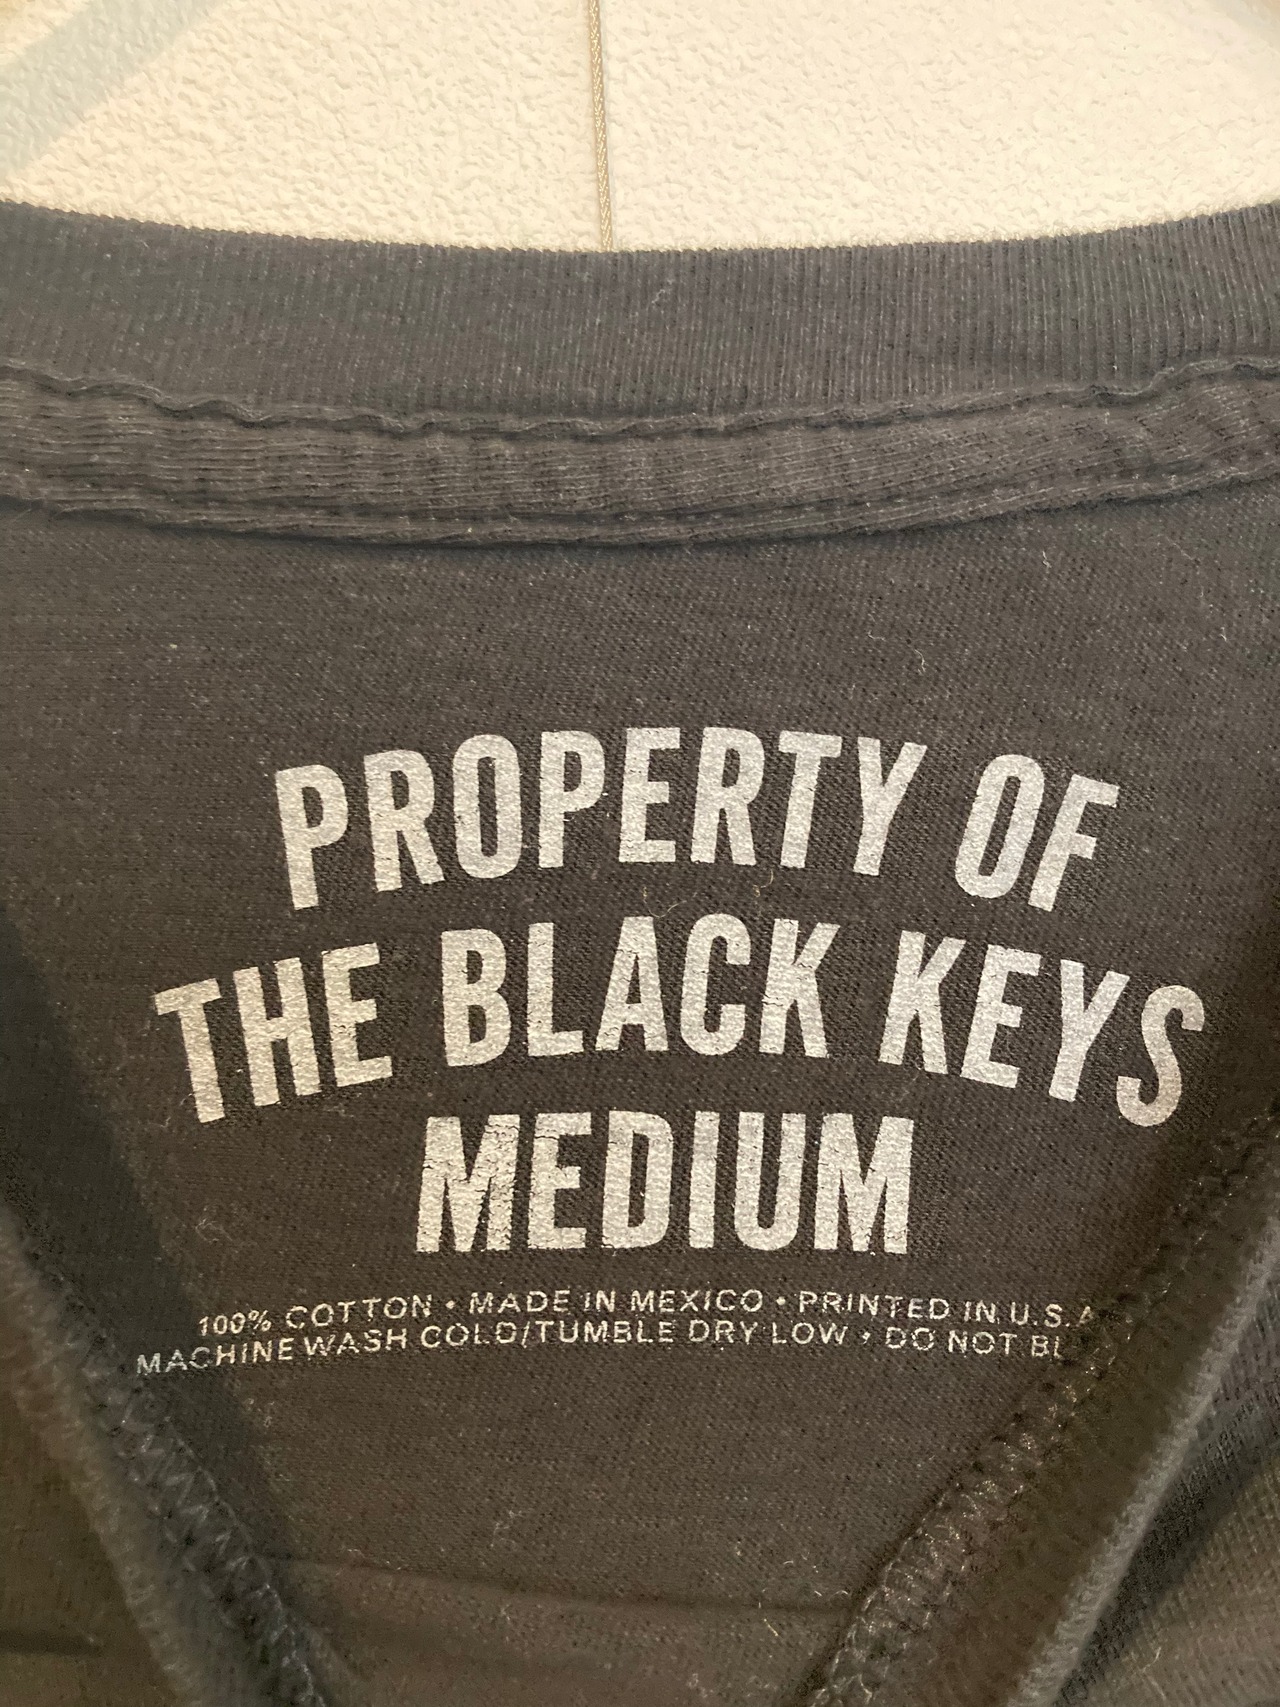 PROPERTY OF
THE BLACK KEYS
MEDIUM
100% COTTON • MADE IN MEXICO • PRINTED IN U.S.A
MACHINE WASH COLD/TUMBLE DRY LOW • DO NOT